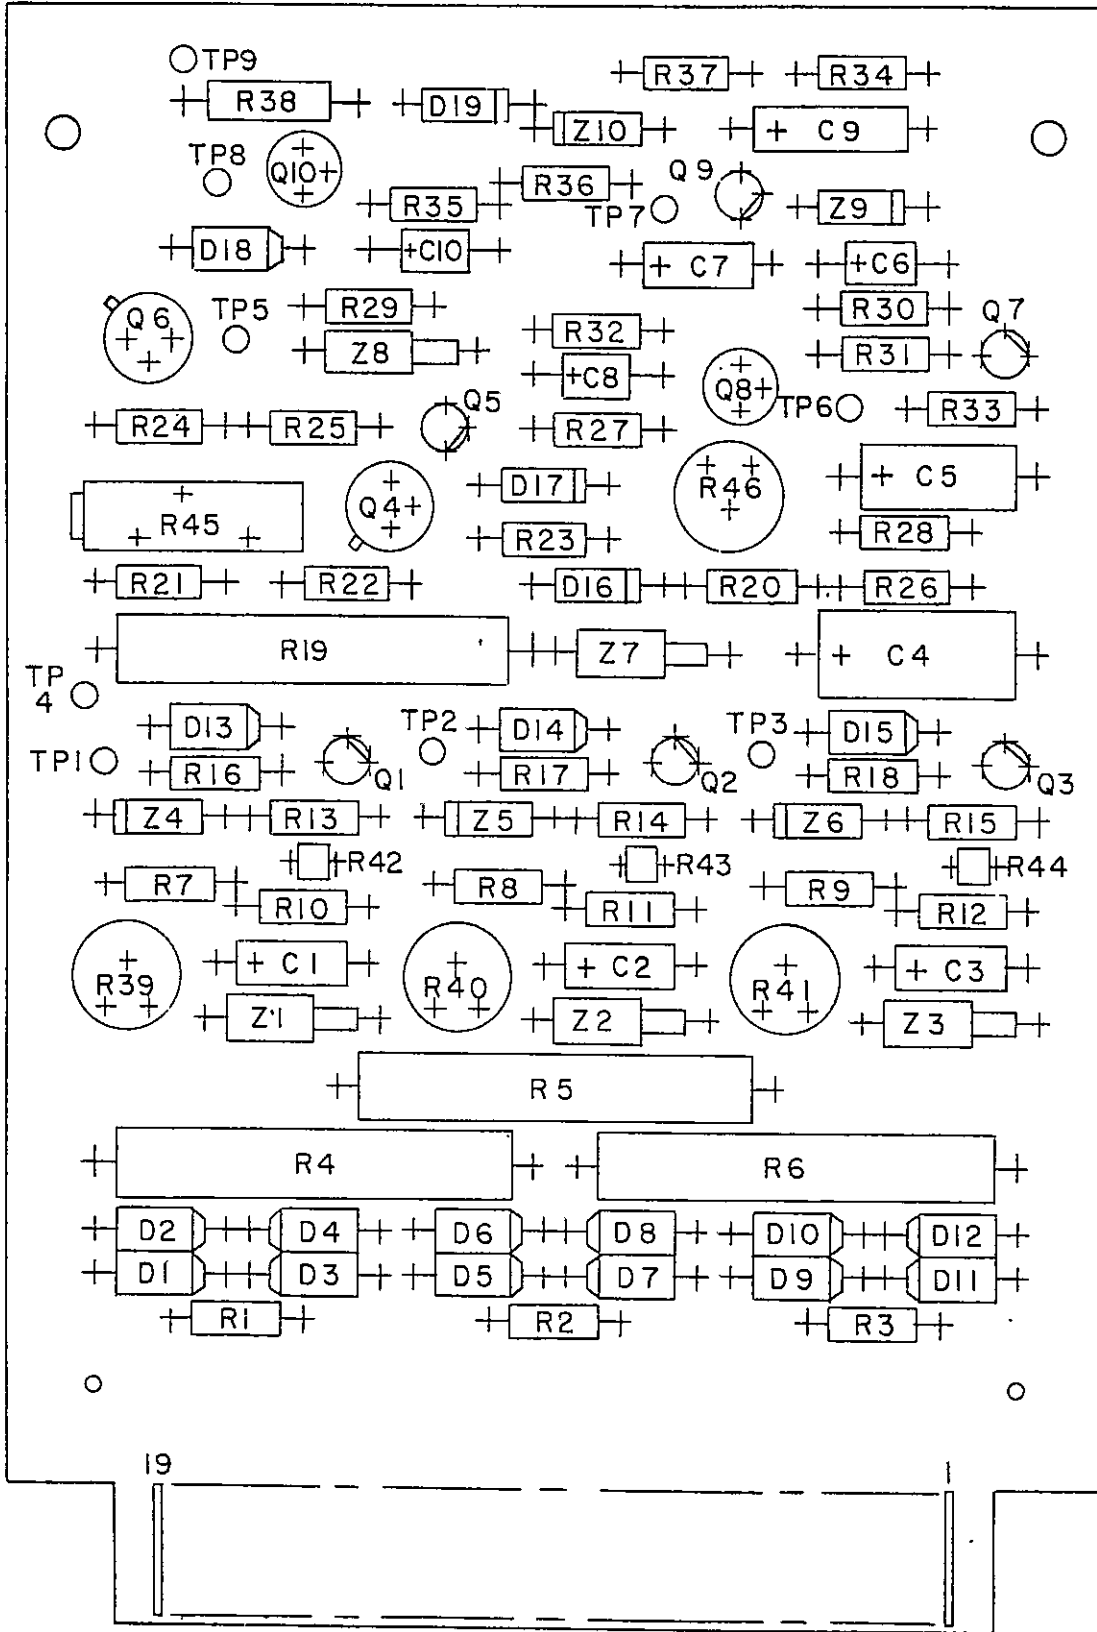 TP9
R37
R34
R38
D19
Z10
+ C9
TP8
Q10
R36
Q9
R35
TP7
Z9
D18
+C10
+ C7
+C6
Q6
TP5
R29
R30
Q7
R32
Z8
R31
+C8
Q8
Q5
TP6
R33
R24
R25
R27
R46
+ C5
D17
R45
Q4
R23
R28
R21
R22
D16
R20
R26
R19
Z7
+ C4
TP
4
D13
TP2
D14
TP3
D15
TP1
R16
Q1
R17
Q2
R18
Q3
Z4
R13
Z5
R14
Z6
R15
R42
R43
R44
R7
R8
R9
R10
R11
R12
+ C1
+ C2
+ C3
R39
R40
R41
Z1
Z2
Z3
R5
R4
R6
D2
D4
D6
D8
D10
D12
D1
D3
D5
D7
D9
D11
R1
R2
R3
19
1